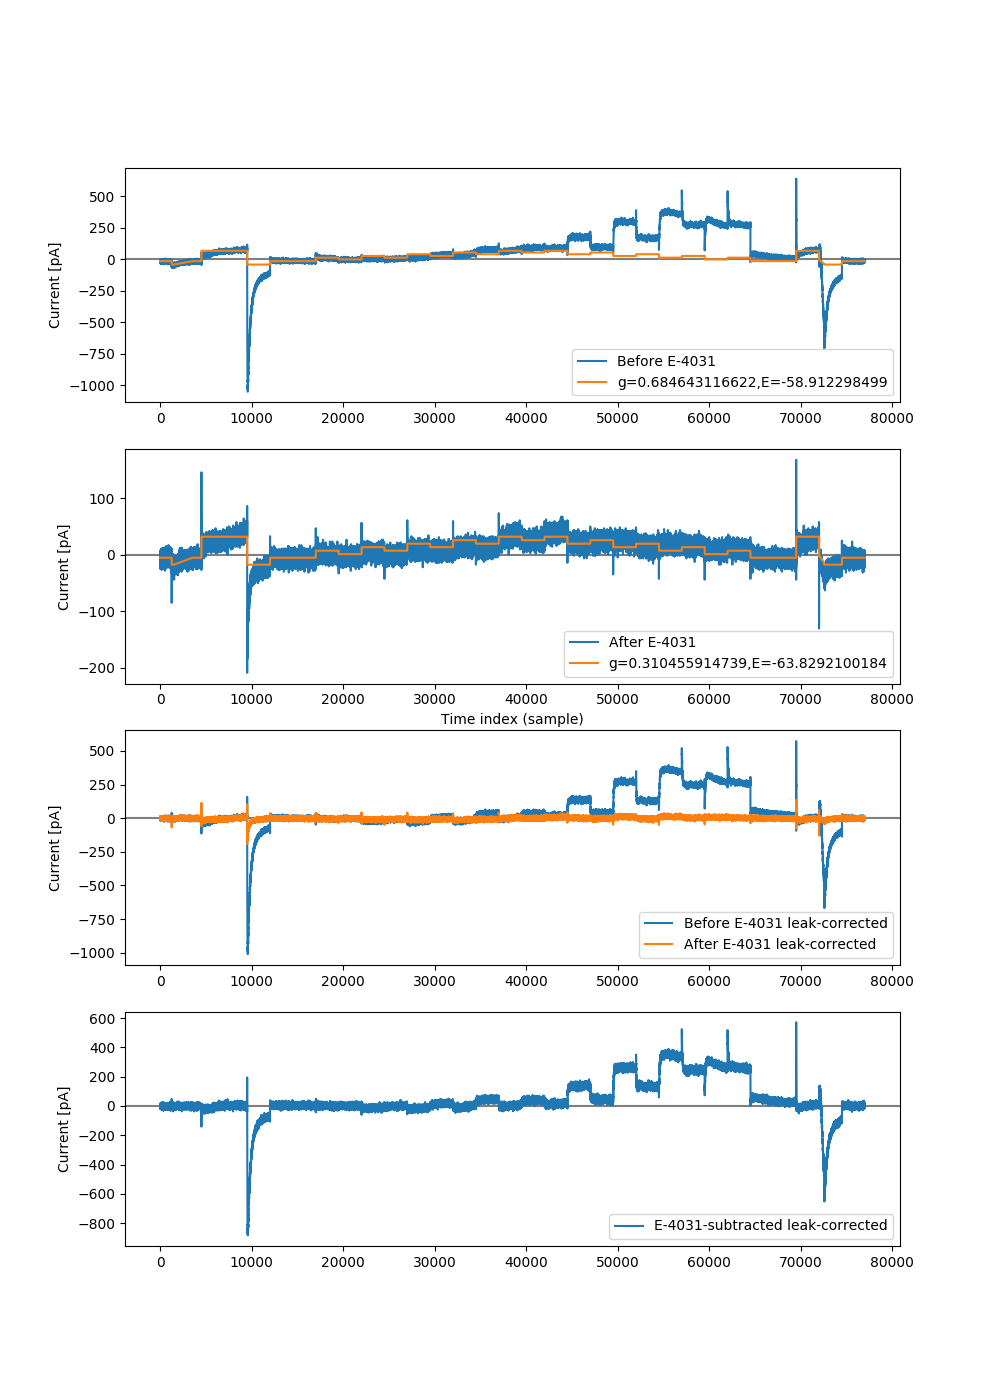 500
250
0
−250
−500
−750
−1000
Current [pA]
Before E-4031
g=0.684643116622,E=-58.912298499
0 10000 20000 30000 40000 50000 60000 70000 80000
100
0
−100
−200
Current [pA]
After E-4031
g=0.310455914739,E=-63.8292100184
0 10000 20000 30000 40000 50000 60000 70000 80000
Time index (sample)
500
250
0
−250
−500
−750
−1000
Current [pA]
Before E-4031 leak-corrected
After E-4031 leak-corrected
0 10000 20000 30000 40000 50000 60000 70000 80000
600
400
200
0
−200
−400
−600
−800
Current [pA]
E-4031-subtracted leak-corrected
0 10000 20000 30000 40000 50000 60000 70000 80000